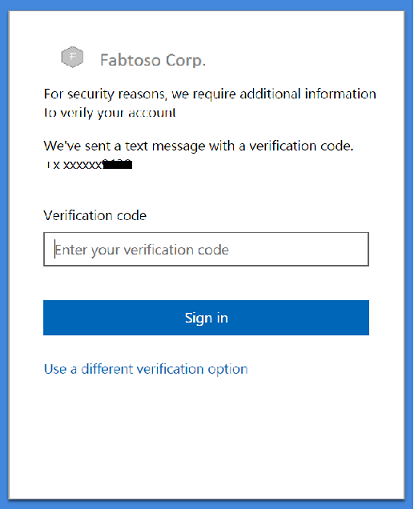 Fabtoso Corp.
For security reasons, we require additional information
to verify your account
We've sent a text message with a verification code.
+x xxxxxx
Verification code
Enter your verification code
Sign in
Use a different verification option